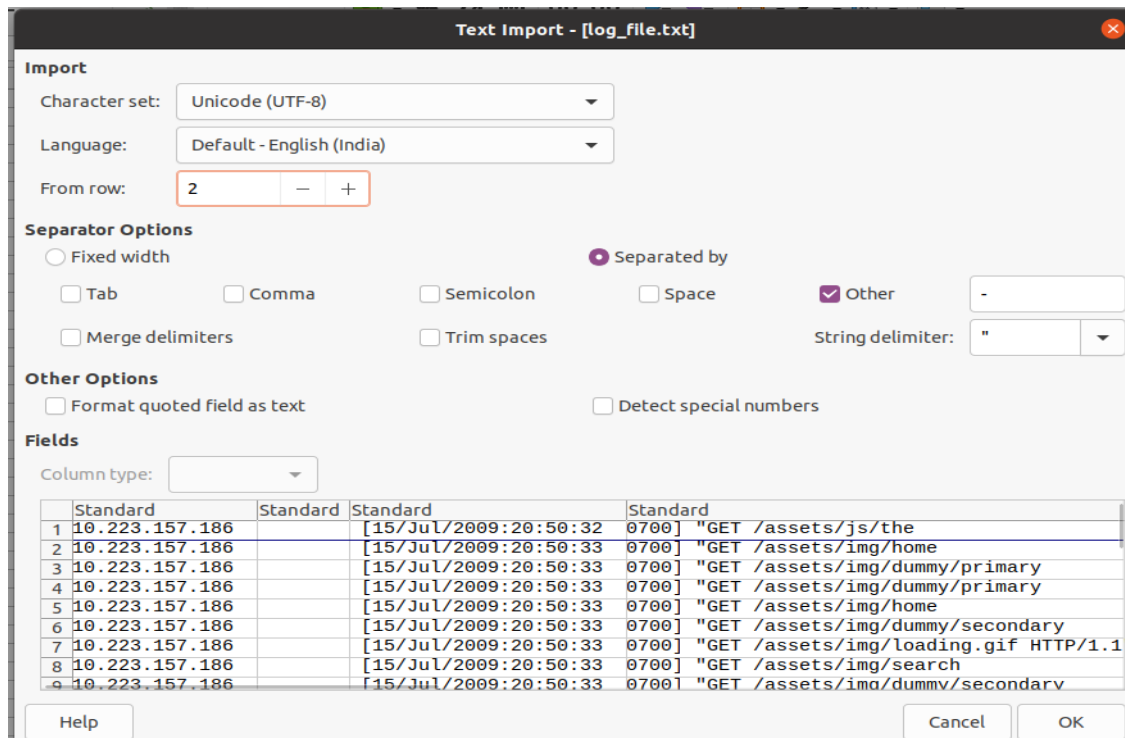 Text Import - [log_file.txt]
Import
Character set: Unicode (UTF-8)
Language: Default - English (India)
From row: 2 − +
Separator Options
Fixed width Separated by
Tab Comma Semicolon Space Other -
Merge delimiters Trim spaces String delimiter: "
Other Options
Format quoted field as text Detect special numbers
Fields
Column type:
Standard Standard Standard Standard
1 10.223.157.186 [15/Jul/2009:20:50:32 0700] "GET /assets/js/the
2 10.223.157.186 [15/Jul/2009:20:50:33 0700] "GET /assets/img/home
3 10.223.157.186 [15/Jul/2009:20:50:33 0700] "GET /assets/img/dummy/primary
4 10.223.157.186 [15/Jul/2009:20:50:33 0700] "GET /assets/img/dummy/primary
5 10.223.157.186 [15/Jul/2009:20:50:33 0700] "GET /assets/img/home
6 10.223.157.186 [15/Jul/2009:20:50:33 0700] "GET /assets/img/dummy/secondary
7 10.223.157.186 [15/Jul/2009:20:50:33 0700] "GET /assets/img/loading.gif HTTP/1.1
8 10.223.157.186 [15/Jul/2009:20:50:33 0700] "GET /assets/img/search
9 10.223.157.186 [15/Jul/2009:20:50:33 0700] "GET /assets/img/dummy/secondary
Help Cancel OK